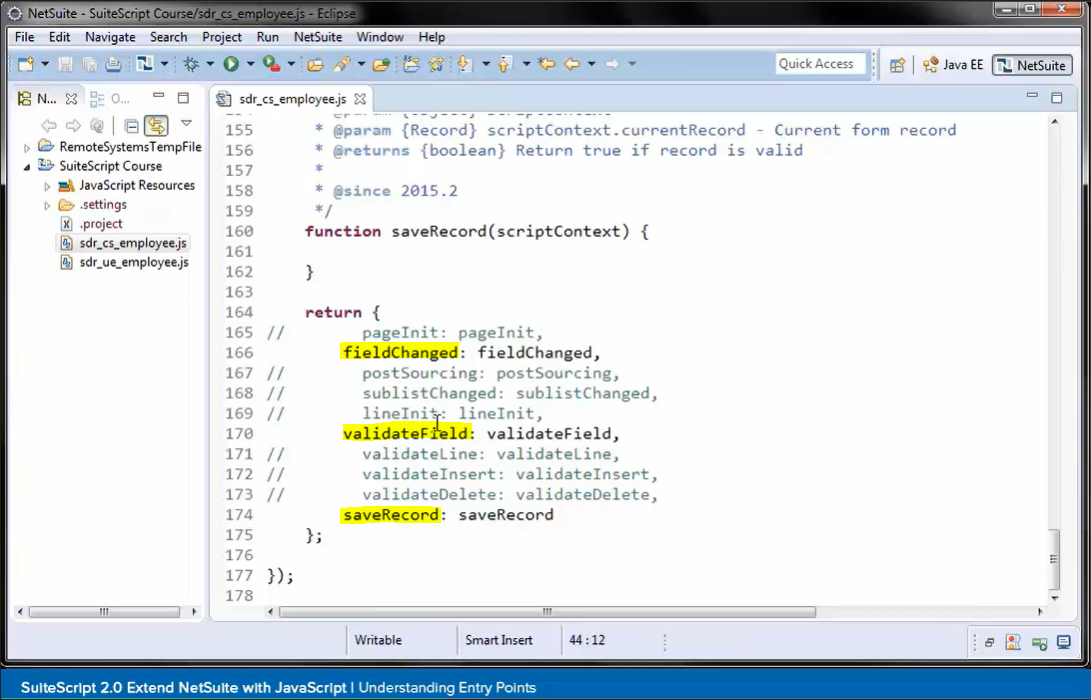 NetSuite - SuiteScript Course/sdr_cs_employee.js - Eclipse
File Edit Navigate Search Project Run NetSuite Window Help
Quick Access Java EE NetSuite
N... O... sdr_cs_employee.js
RemoteSystemsTempFile
SuiteScript Course
JavaScript Resources
.settings
.project
sdr_cs_employee.js
sdr_ue_employee.js
155 * @param {Record} scriptContext.currentRecord - Current form record
156 * @returns {boolean} Return true if record is valid
157 *
158 * @since 2015.2
159 */
160 function saveRecord(scriptContext) {
161
162 }
163
164 return {
165 // pageInit: pageInit,
166 fieldChanged: fieldChanged,
167 // postSourcing: postSourcing,
168 // sublistChanged: sublistChanged,
169 // lineInit: lineInit,
170 validateField: validateField,
171 // validateLine: validateLine,
172 // validateInsert: validateInsert,
173 // validateDelete: validateDelete,
174 saveRecord: saveRecord
175 };
176
177 });
178
Writable Smart Insert 44:12
SuiteScript 2.0 Extend NetSuite with JavaScript | Understanding Entry Points